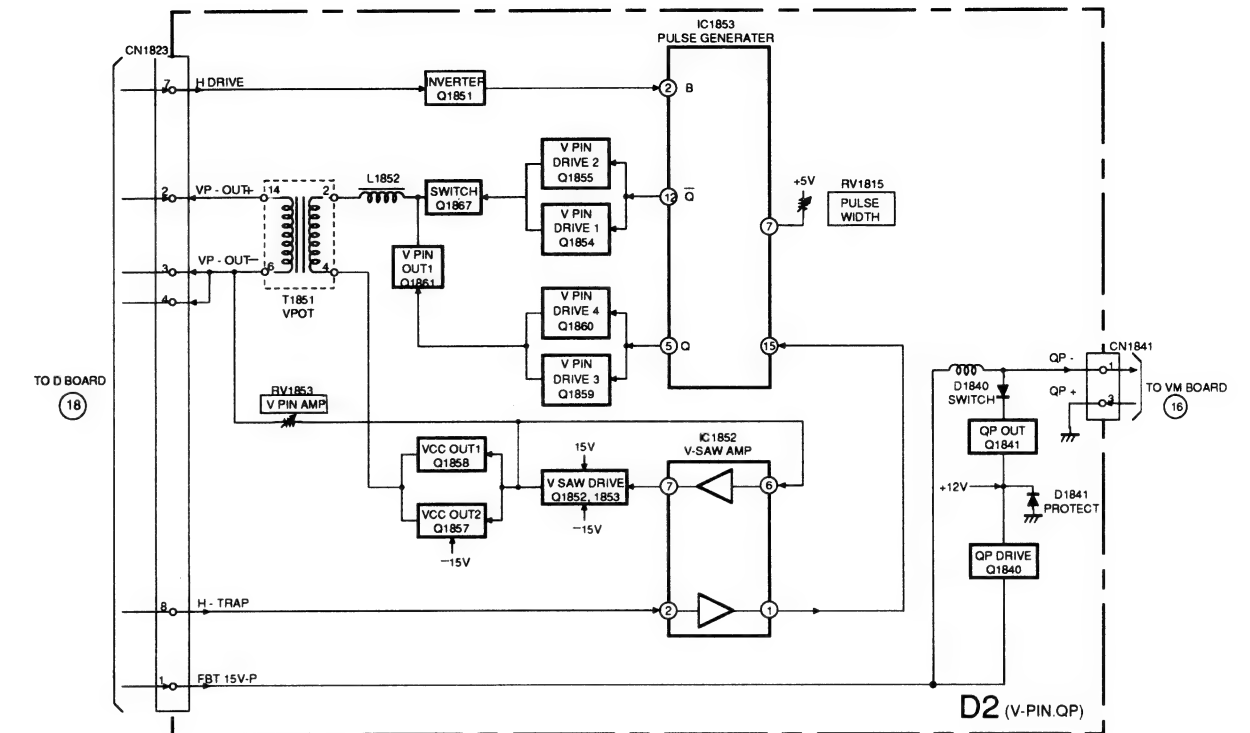 IC1853
PULSE GENERATER
CN1823
7
H DRIVE
INVERTER
Q1851
2
B
V PIN
DRIVE 2
Q1855
L1852
SWITCH
Q1867
12
Q
V PIN
DRIVE 1
Q1854
+5V
RV1815
PULSE
WIDTH
7
2
VP - OUT+
14
2
V PIN
OUT1
Q1861
3
VP - OUT−
6
4
4
T1851
VPOT
V PIN
DRIVE 4
Q1860
5
Q
15
V PIN
DRIVE 3
Q1859
CN1841
QP -
1
D1840
SWITCH
QP +
3
TO VM BOARD
16
TO D BOARD
18
RV1853
V PIN AMP
QP OUT
Q1841
IC1852
V-SAW AMP
VCC OUT1
Q1858
15V
V SAW DRIVE
Q1852, 1853
7
6
−15V
VCC OUT2
Q1857
−15V
+12V
D1841
PROTECT
QP DRIVE
Q1840
8
H - TRAP
2
1
1
FBT 15V-P
D2 (V-PIN.QP)